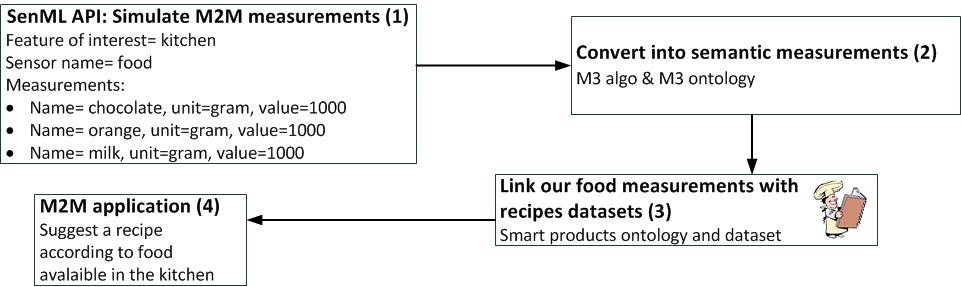 SenML API: Simulate M2M measurements (1)
Feature of interest= kitchen
Sensor name= food
Measurements:
• Name= chocolate, unit=gram, value=1000
• Name= orange, unit=gram, value=1000
• Name= milk, unit=gram, value=1000
Convert into semantic measurements (2)
M3 algo & M3 ontology
Link our food measurements with
recipes datasets (3)
Smart products ontology and dataset
M2M application (4)
Suggest a recipe
according to food
avalaible in the kitchen